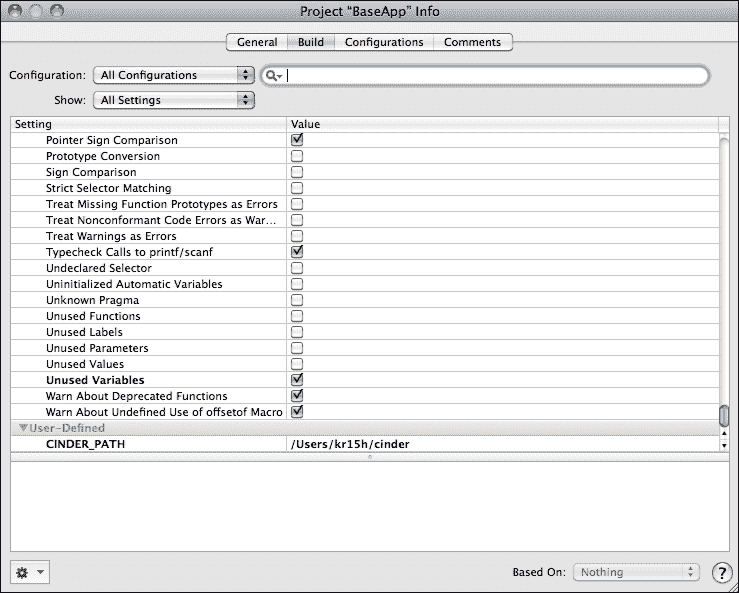 Project “BaseApp” Info
General Build Configurations Comments
Configuration: All Configurations
Show: All Settings
Setting Value
Pointer Sign Comparison
Prototype Conversion
Sign Comparison
Strict Selector Matching
Treat Missing Function Prototypes as Errors
Treat Nonconformant Code Errors as War...
Treat Warnings as Errors
Typecheck Calls to printf/scanf
Undeclared Selector
Uninitialized Automatic Variables
Unknown Pragma
Unused Functions
Unused Labels
Unused Parameters
Unused Values
Unused Variables
Warn About Deprecated Functions
Warn About Undefined Use of offsetof Macro
User-Defined
CINDER_PATH /Users/kr15h/cinder
Based On: Nothing ?